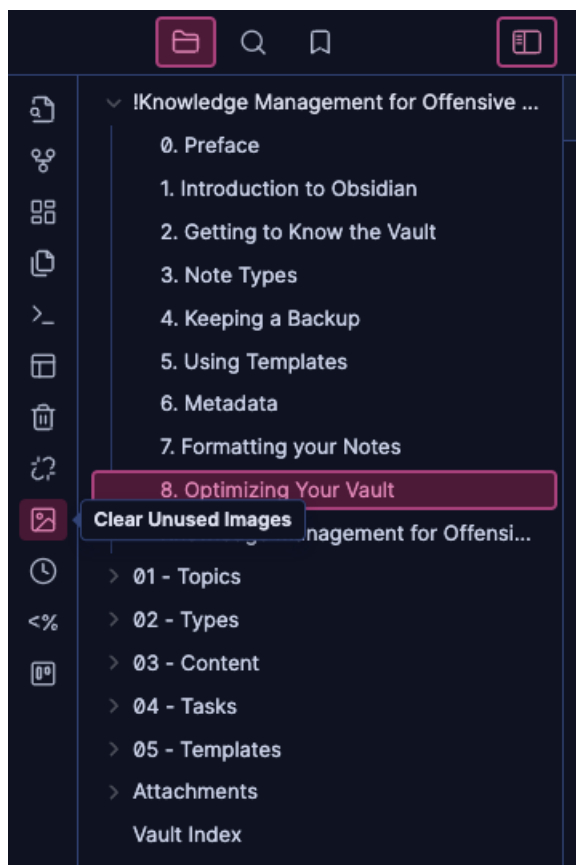 !Knowledge Management for Offensive ...
0. Preface
1. Introduction to Obsidian
2. Getting to Know the Vault
3. Note Types
4. Keeping a Backup
>_
5. Using Templates
6. Metadata
7. Formatting your Notes
8. Optimizing Your Vault
Clear Unused Images
nagement for Offensi...
01 - Topics
<%
02 - Types
03 - Content
04 - Tasks
05 - Templates
Attachments
Vault Index